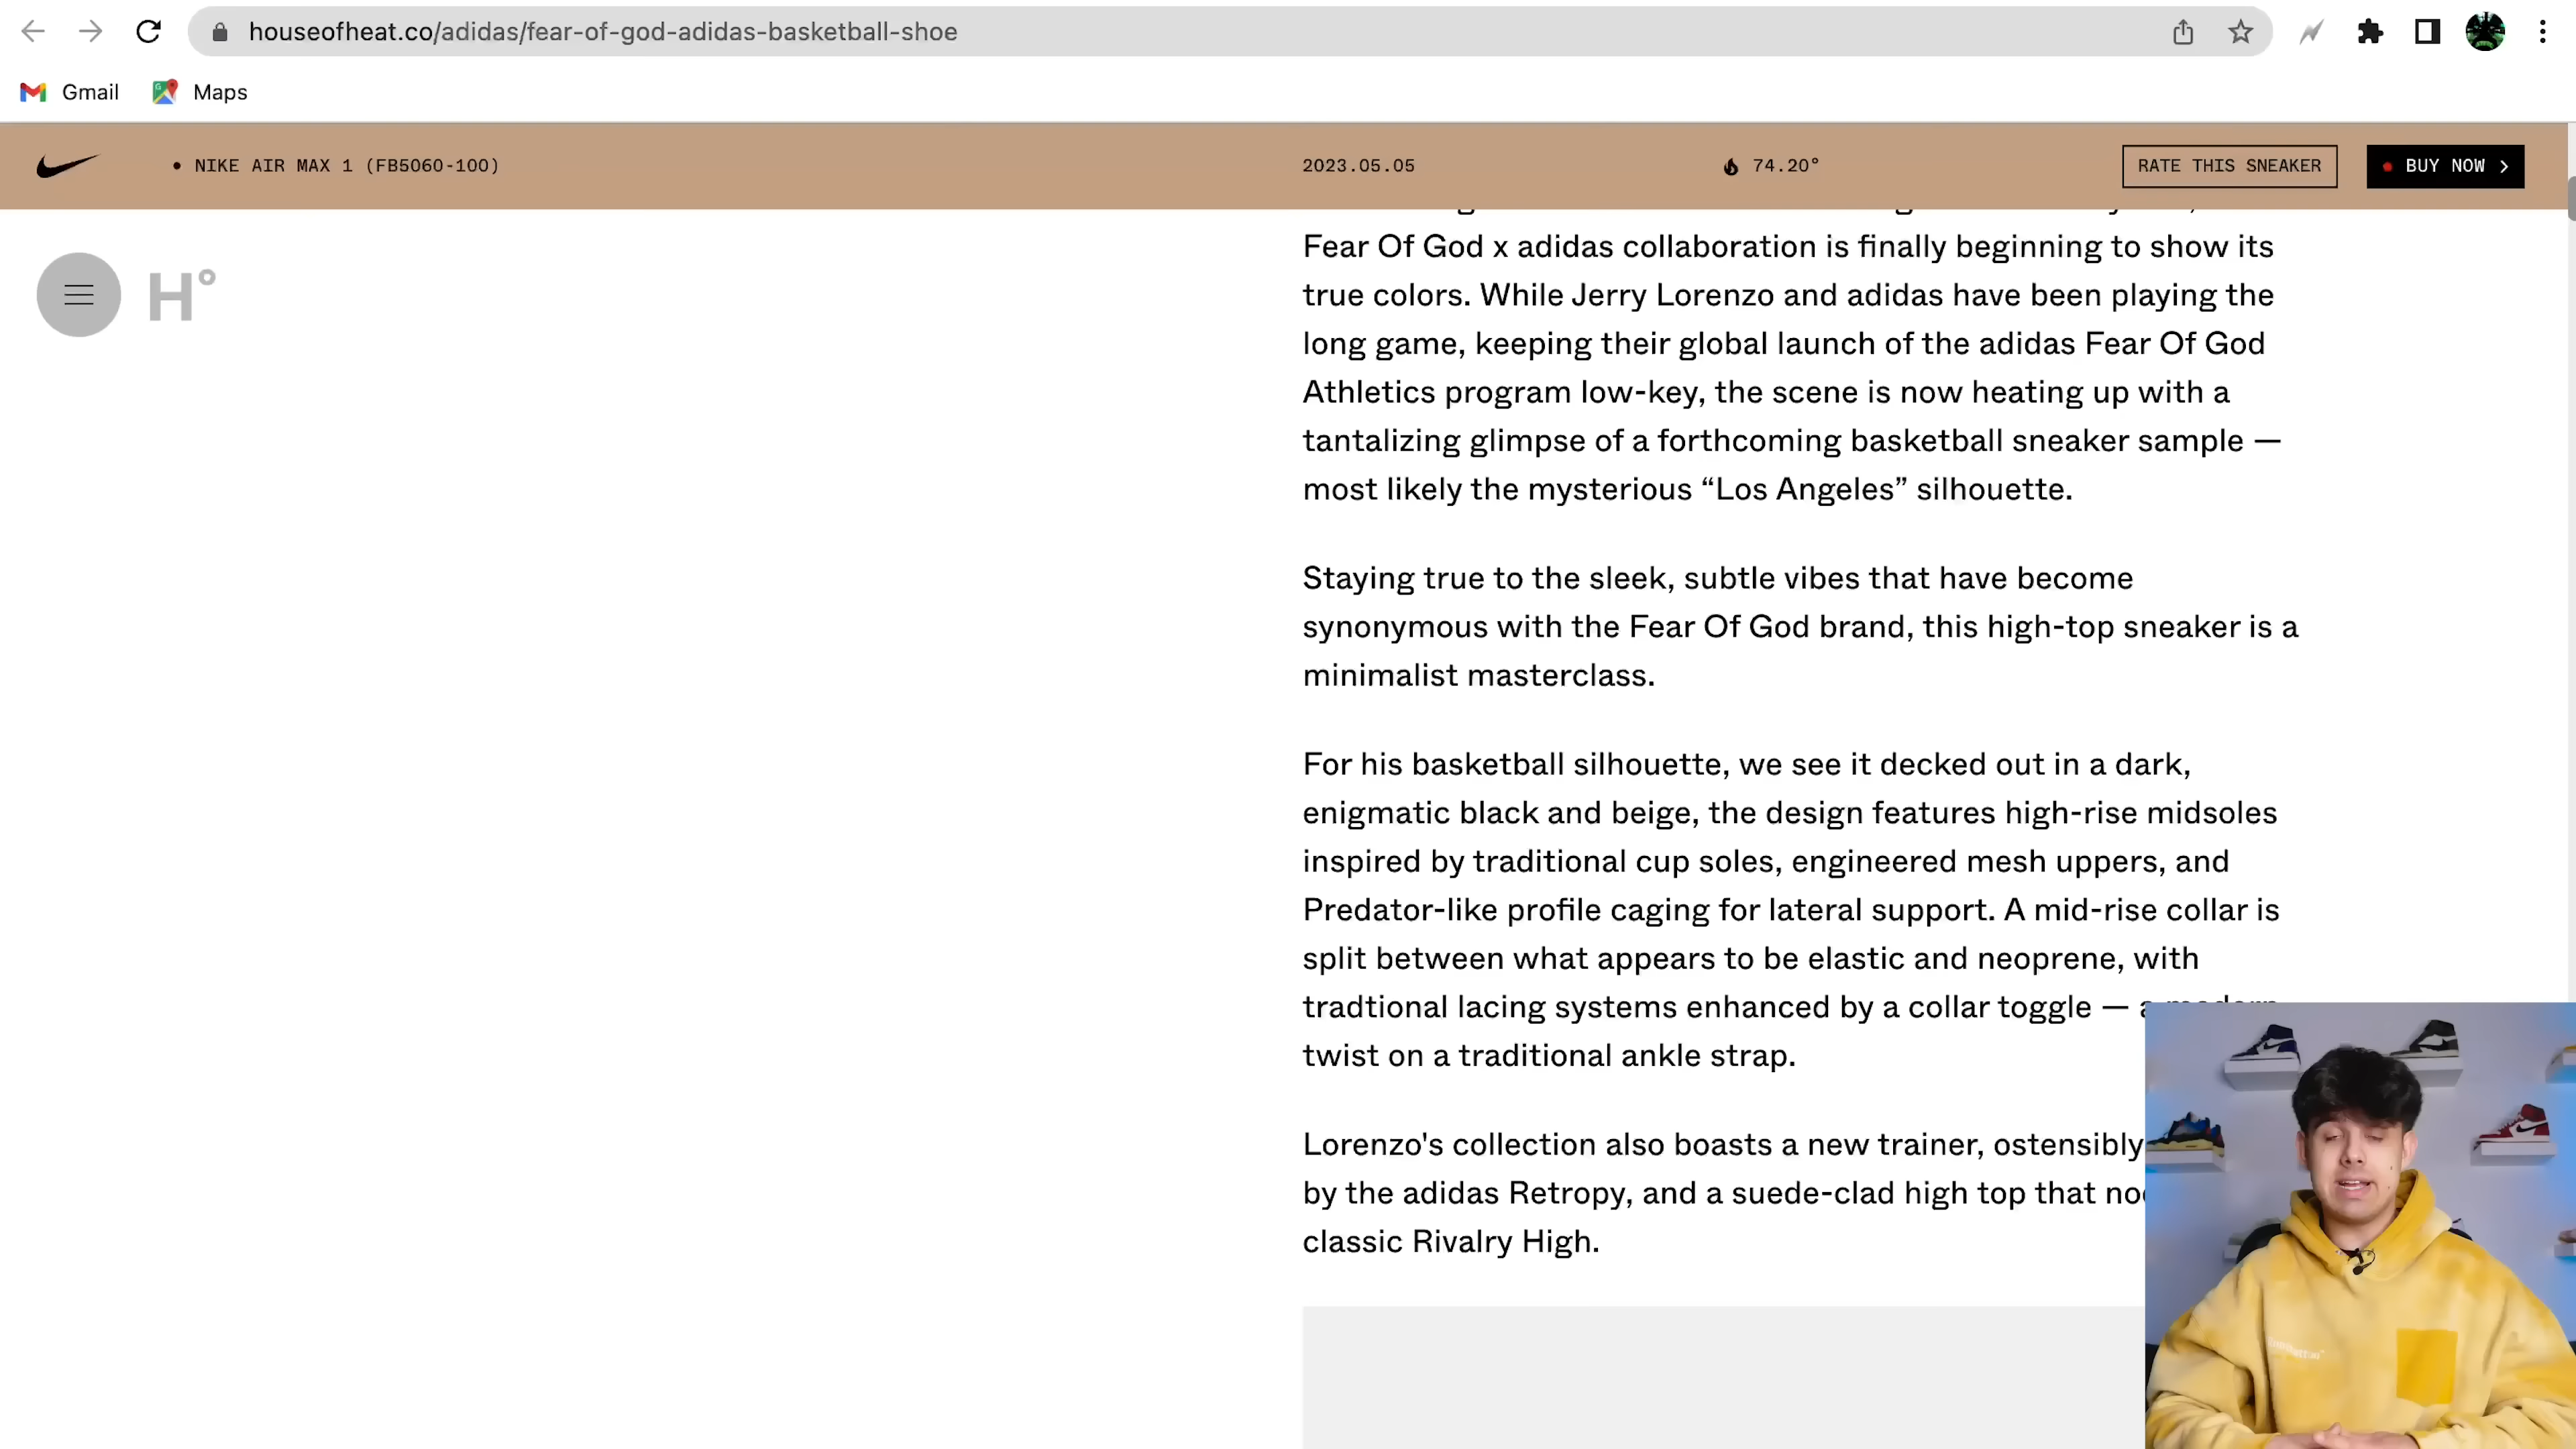 houseofheat.co/adidas/fear-of-god-adidas-basketball-shoe
Gmail Maps
• NIKE AIR MAX 1 (FB5060-100) 2023.05.05 74.20° RATE THIS SNEAKER BUY NOW >
H°
Fear Of God x adidas collaboration is finally beginning to show its
true colors. While Jerry Lorenzo and adidas have been playing the
long game, keeping their global launch of the adidas Fear Of God
Athletics program low-key, the scene is now heating up with a
tantalizing glimpse of a forthcoming basketball sneaker sample —
most likely the mysterious “Los Angeles” silhouette.
Staying true to the sleek, subtle vibes that have become
synonymous with the Fear Of God brand, this high-top sneaker is a
minimalist masterclass.
For his basketball silhouette, we see it decked out in a dark,
enigmatic black and beige, the design features high-rise midsoles
inspired by traditional cup soles, engineered mesh uppers, and
Predator-like profile caging for lateral support. A mid-rise collar is
split between what appears to be elastic and neoprene, with
tradtional lacing systems enhanced by a collar toggle —
twist on a traditional ankle strap.
Lorenzo's collection also boasts a new trainer, ostensibly
by the adidas Retropy, and a suede-clad high top that
classic Rivalry High.